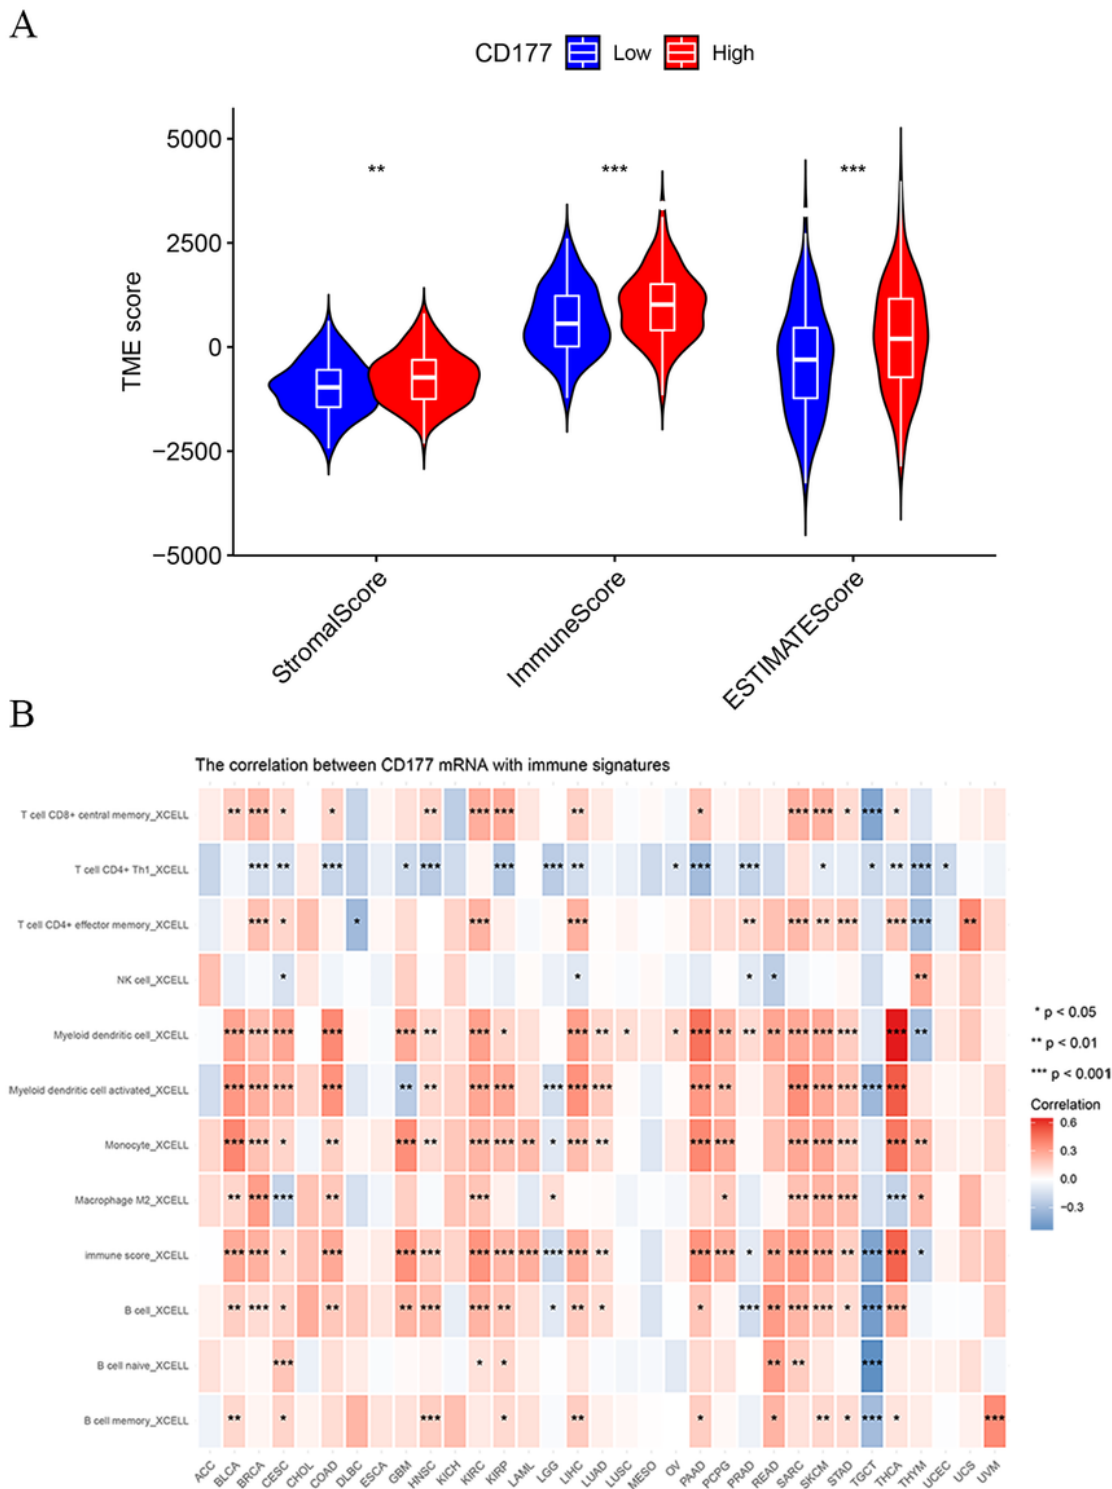 A
CD177 Low High
5000
2500
0
−2500
−5000
TME score
** *** ***
StromalScore
ImmuneScore
ESTIMATEScore
B
The correlation between CD177 mRNA with immune signatures
T cell CD8+ central memory_XCELL ** *** * * ** *** *** ** * *** *** * *** *
T cell CD4+ Th1_XCELL *** ** *** * *** *** *** ** * *** *** * * ** *** *
T cell CD4+ effector memory_XCELL *** * * *** *** ** *** ** *** *** *** **
NK cell_XCELL * * * * **
Myeloid dendritic cell_XCELL *** *** *** *** *** ** *** * *** ** * * *** ** ** ** *** *** *** *** **
Myeloid dendritic cell activated_XCELL *** *** *** *** ** ** *** *** *** *** *** *** ** *** *** *** *** ***
Monocyte_XCELL *** *** * ** *** ** *** *** ** * *** ** *** *** *** *** *** *** **
Macrophage M2_XCELL ** *** *** ** *** * * *** *** *** *** *
immune score_XCELL *** *** * *** *** *** *** *** *** *** *** ** *** *** * ** *** *** ** *** *** *
B cell_XCELL ** *** * ** ** *** *** ** * ** * * *** ** *** *** * *** ***
B cell naive_XCELL *** * * ** ** ***
B cell memory_XCELL ** * *** * ** * * ** * *** * ***
ACC BLCA BRCA CESC CHOL COAD DLBC ESCA GBM HNSC KICH KIRC KIRP LAML LGG LIHC LUAD LUSC MESO OV PAAD PCPG PRAD READ SARC SKCM STAD TGCT THCA THYM UCEC UCS UVM
* p < 0.05
** p < 0.01
*** p < 0.001
Correlation
0.6
0.3
0.0
−0.3